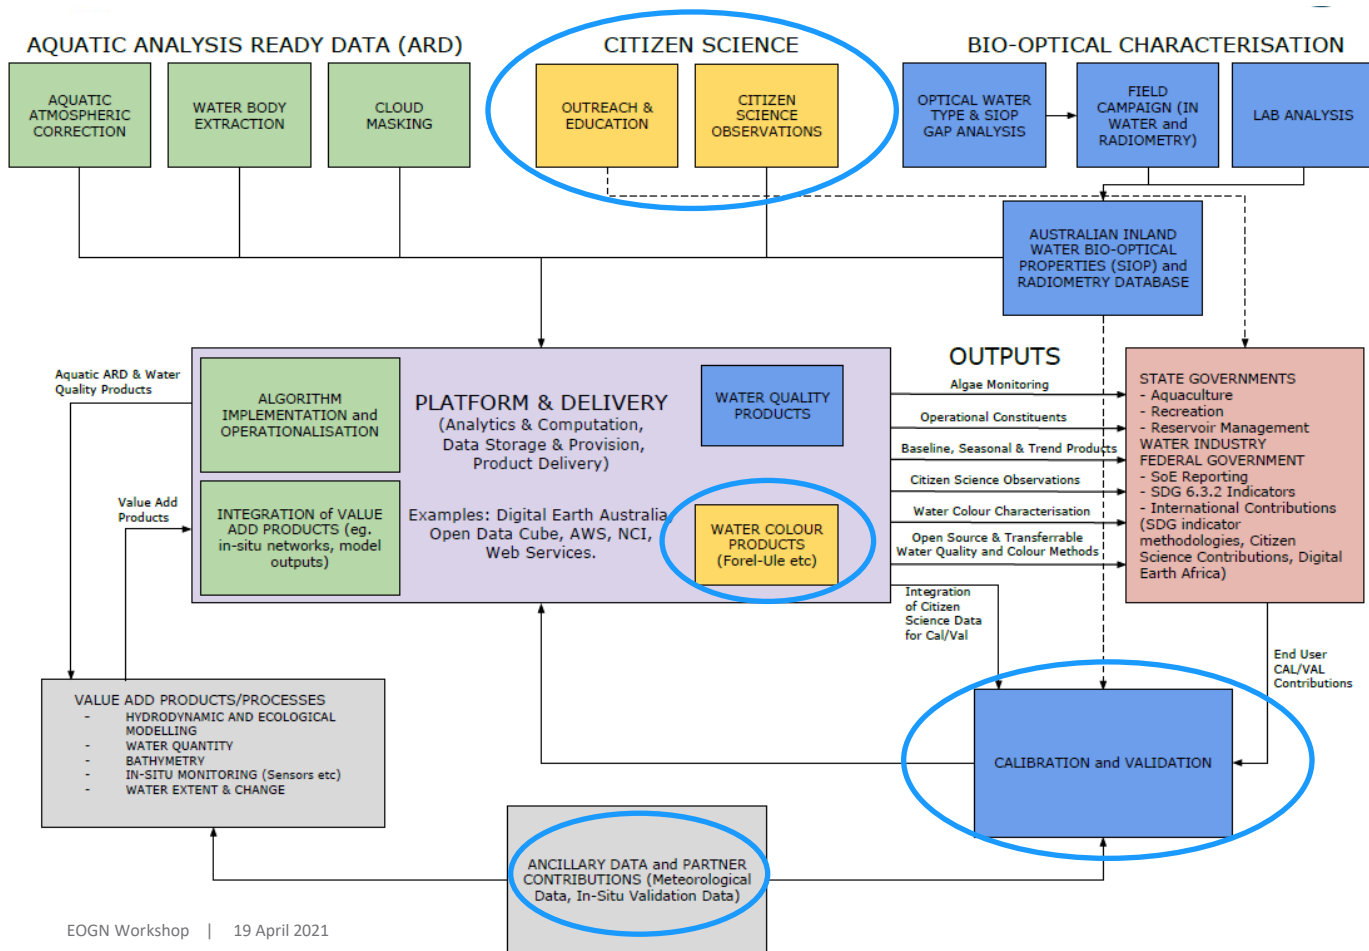 AQUATIC ANALYSIS READY DATA (ARD)
CITIZEN SCIENCE
BIO-OPTICAL CHARACTERISATION
AQUATIC
ATMOSPHERIC
CORRECTION
WATER BODY
EXTRACTION
CLOUD
MASKING
OUTREACH &
EDUCATION
CITIZEN
SCIENCE
OBSERVATIONS
OPTICAL WATER
TYPE & SIOP
GAP ANALYSIS
FIELD
CAMPAIGN (IN
WATER and
RADIOMETRY)
LAB ANALYSIS
AUSTRALIAN INLAND
WATER BIO-OPTICAL
PROPERTIES (SIOP) and
RADIOMETRY DATABASE
Aquatic ARD & Water
Quality Products
Value Add
Products
ALGORITHM
IMPLEMENTATION and
OPERATIONALISATION
INTEGRATION of VALUE
ADD PRODUCTS (eg.
in-situ networks, model
outputs)
PLATFORM & DELIVERY
(Analytics & Computation,
Data Storage & Provision,
Product Delivery)
Examples: Digital Earth Australia,
Open Data Cube, AWS, NCI,
Web Services.
WATER QUALITY
PRODUCTS
WATER COLOUR
PRODUCTS
(Forel-Ule etc)
OUTPUTS
Algae Monitoring
Operational Constituents
Baseline, Seasonal & Trend Products
Citizen Science Observations
Water Colour Characterisation
Open Source & Transferrable
Water Quality and Colour Methods
Integration
of Citizen
Science Data
for Cal/Val
STATE GOVERNMENTS
- Aquaculture
- Recreation
- Reservoir Management
WATER INDUSTRY
FEDERAL GOVERNMENT
- SoE Reporting
- SDG 6.3.2 Indicators
- International Contributions
(SDG indicator
methodologies, Citizen
Science Contributions, Digital
Earth Africa)
End User
CAL/VAL
Contributions
VALUE ADD PRODUCTS/PROCESSES
- HYDRODYNAMIC AND ECOLOGICAL
MODELLING
- WATER QUANTITY
- BATHYMETRY
- IN-SITU MONITORING (Sensors etc)
- WATER EXTENT & CHANGE
CALIBRATION and VALIDATION
ANCILLARY DATA and PARTNER
CONTRIBUTIONS (Meteorological
Data, In-Situ Validation Data)
EOGN Workshop | 19 April 2021